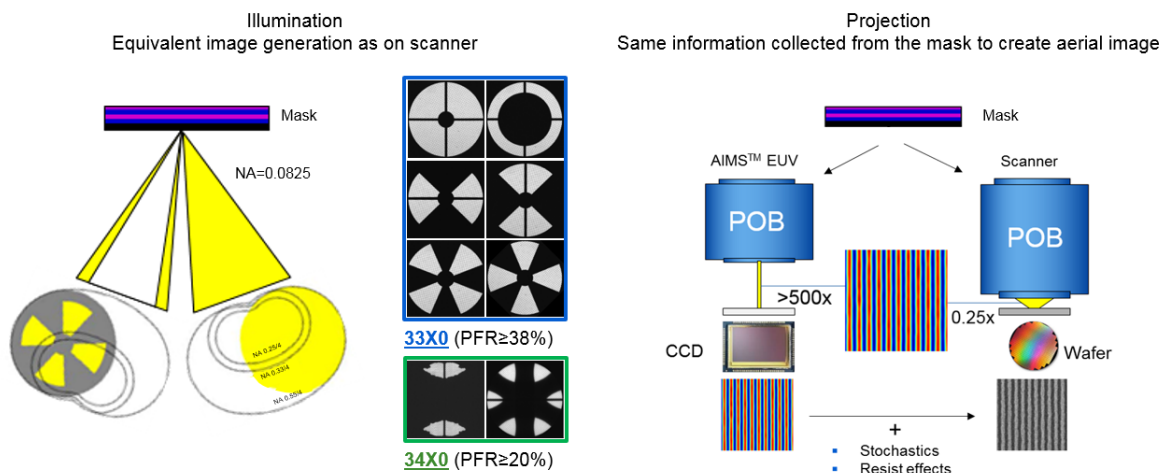 Illumination
Equivalent image generation as on scanner
Mask
NA=0.0825
NA 0.25/4
NA 0.33/4
NA 0.55/4
33X0 (PFR≥38%)
34X0 (PFR≥20%)
Projection
Same information collected from the mask to create aerial image
Mask
AIMS™ EUV
Scanner
POB
POB
>500x
0.25x
CCD
Wafer
+
▪ Stochastics
▪ Resist effects